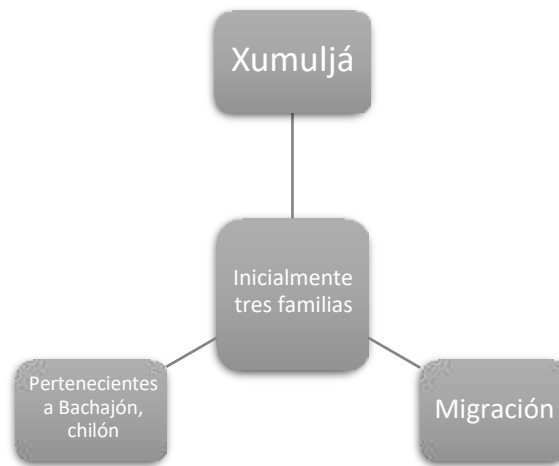 Xumuljá
Inicialmente
tres familias
Pertenecientes
a Bachajón,
chilón
Migración